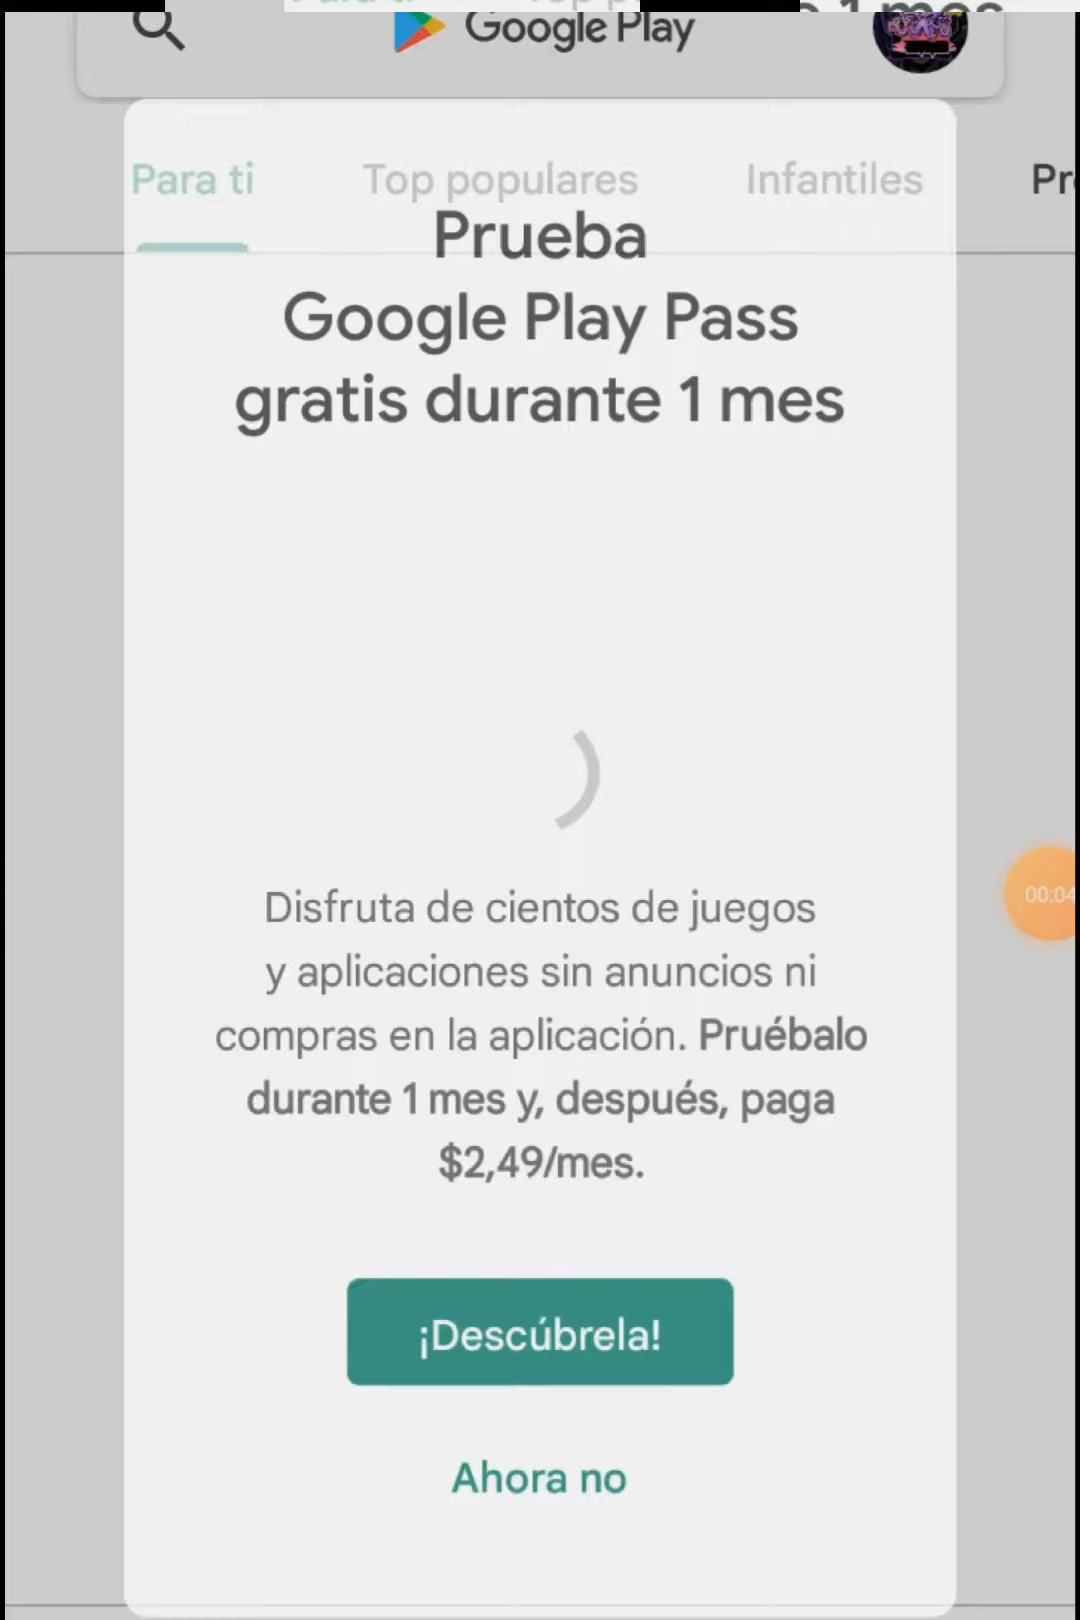 Google Play
Para ti Top populares Infantiles
Prueba
Google Play Pass
gratis durante 1 mes
Disfruta de cientos de juegos
y aplicaciones sin anuncios ni
compras en la aplicación. Pruébalo
durante 1 mes y, después, paga
$2,49/mes.
00:04
¡Descúbrela!
Ahora no